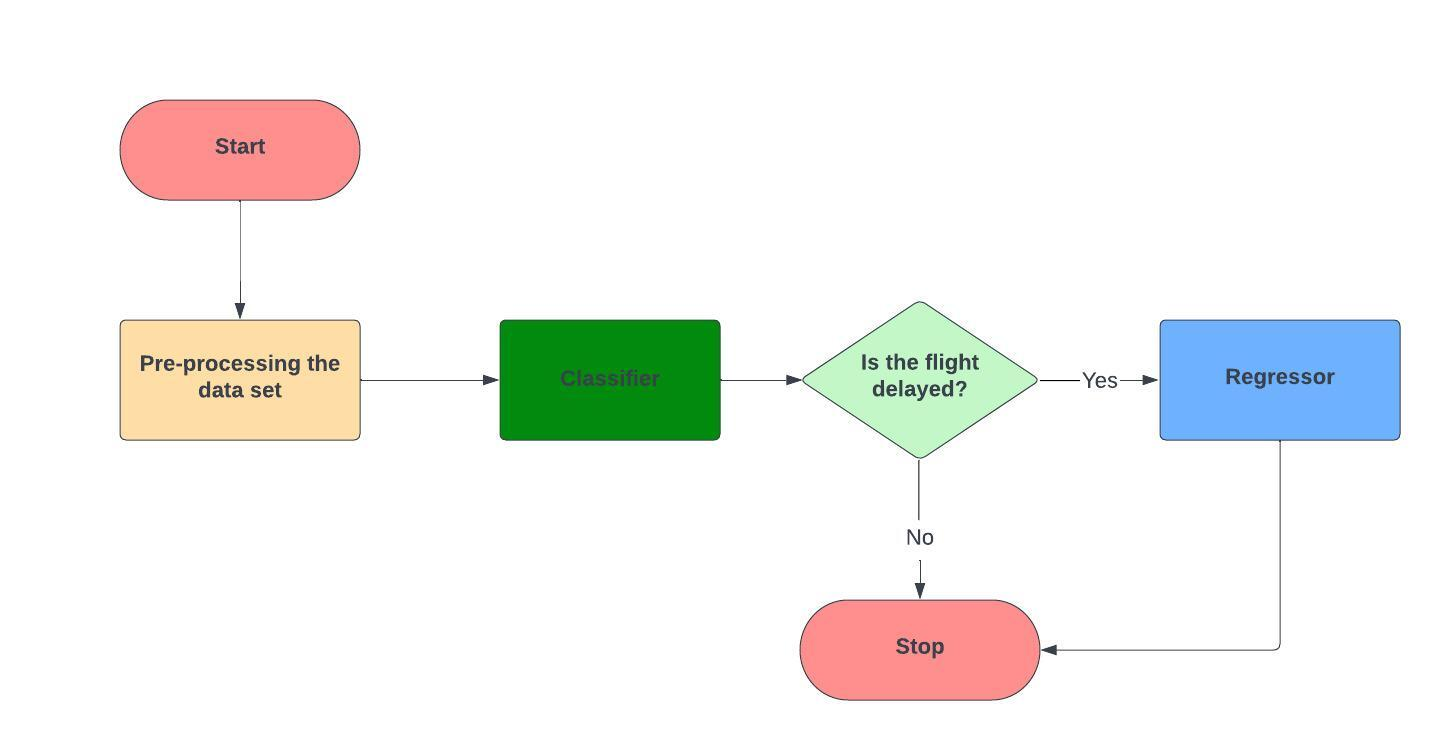 Start
Pre-processing the
data set
Classifier
Is the flight
delayed?
Yes
Regressor
No
Stop